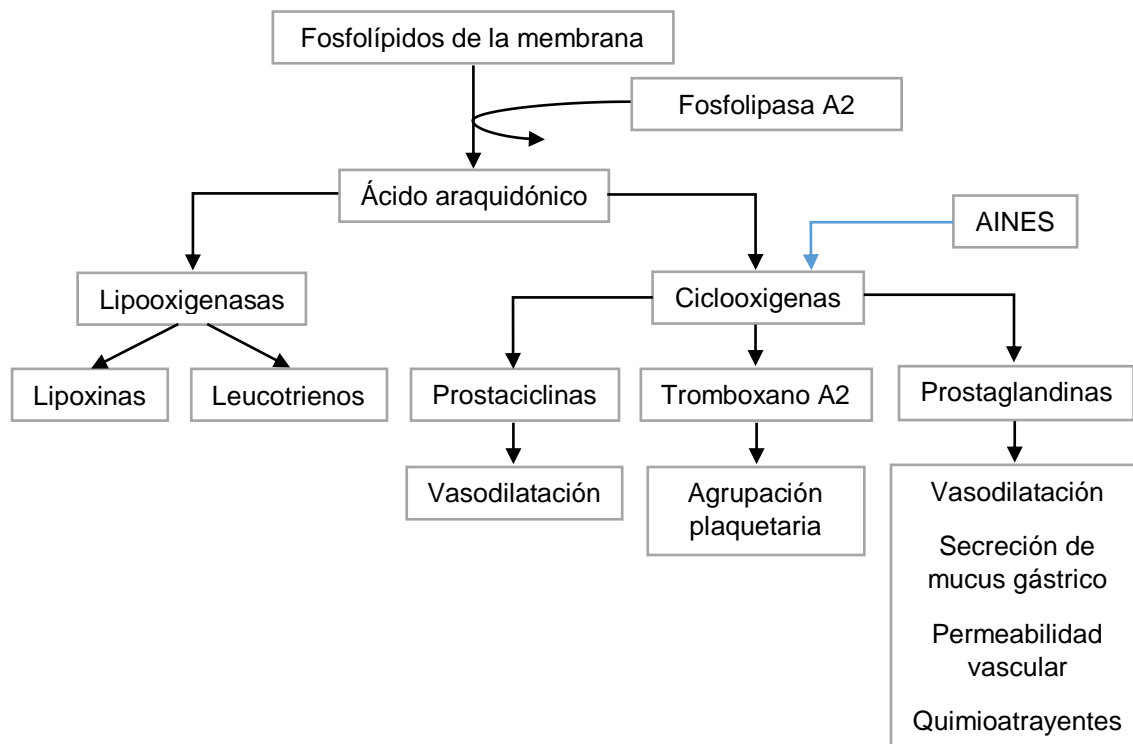 Fosfolípidos de la membrana
Fosfolipasa A2
Ácido araquidónico
AINES
Lipooxigenasas
Ciclooxigenas
Lipoxinas
Leucotrienos
Prostaciclinas
Tromboxano A2
Prostaglandinas
Vasodilatación
Agrupación
plaquetaria
Vasodilatación
Secreción de
mucus gástrico
Permeabilidad
vascular
Quimioatrayentes